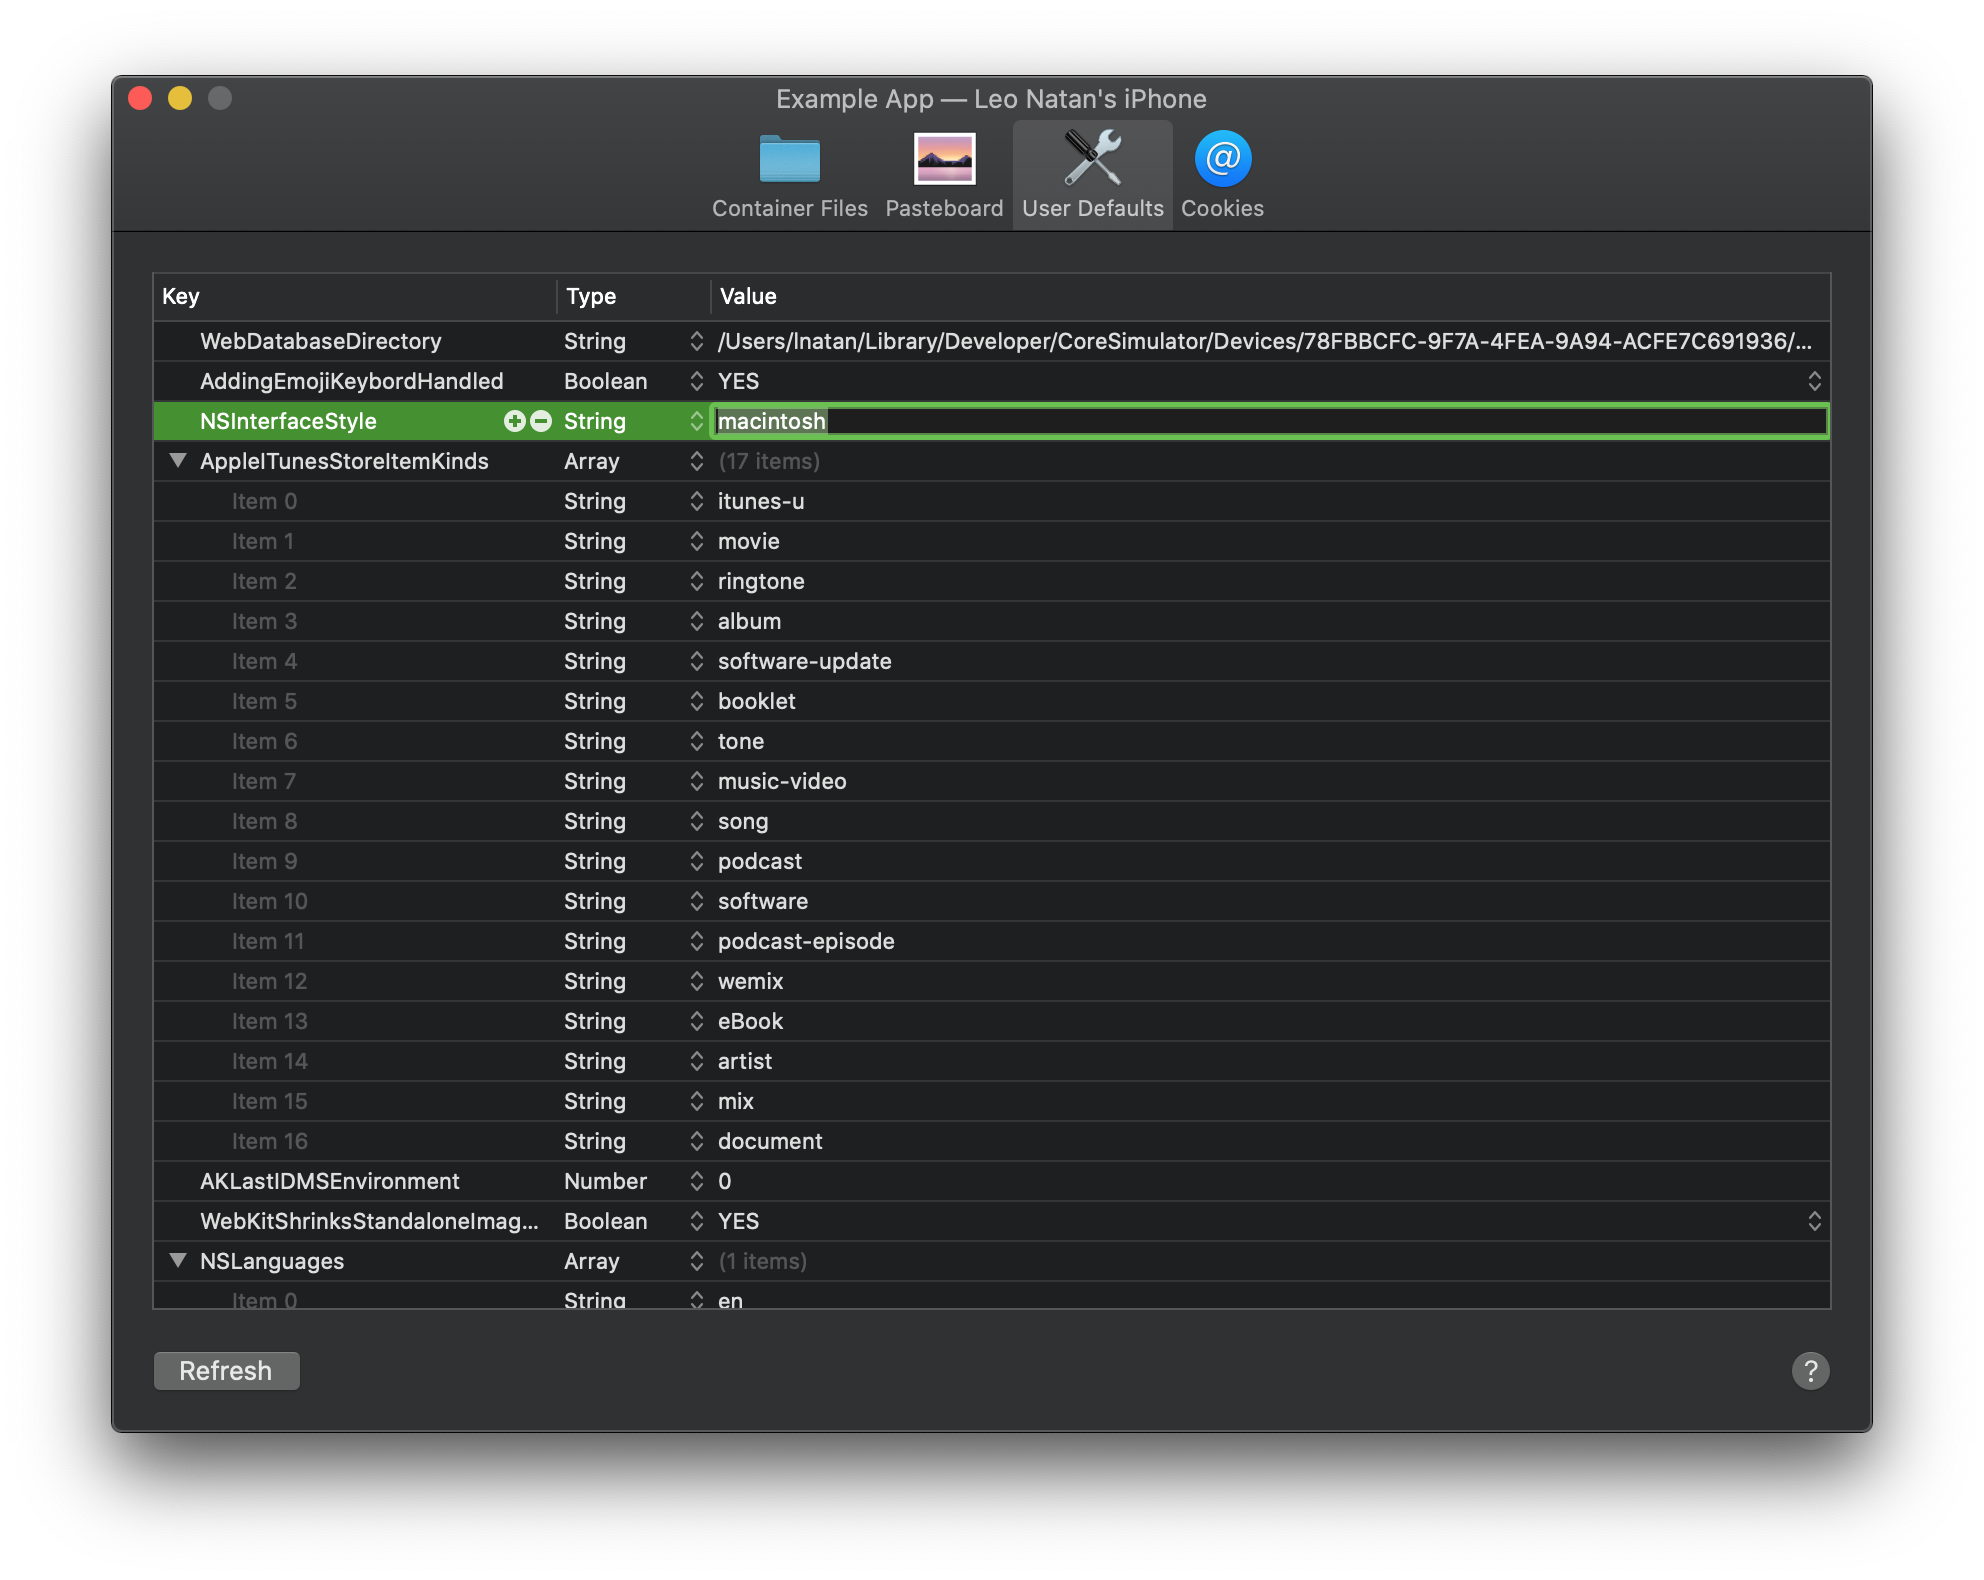 Example App — Leo Natan's iPhone
Container Files Pasteboard User Defaults Cookies
Key Type Value
WebDatabaseDirectory String /Users/lnatan/Library/Developer/CoreSimulator/Devices/78FBBCFC-9F7A-4FEA-9A94-ACFE7C691936/...
AddingEmojiKeybordHandled Boolean YES
NSInterfaceStyle String macintosh
AppleITunesStoreItemKinds Array (17 items)
Item 0 String itunes-u
Item 1 String movie
Item 2 String ringtone
Item 3 String album
Item 4 String software-update
Item 5 String booklet
Item 6 String tone
Item 7 String music-video
Item 8 String song
Item 9 String podcast
Item 10 String software
Item 11 String podcast-episode
Item 12 String wemix
Item 13 String eBook
Item 14 String artist
Item 15 String mix
Item 16 String document
AKLastIDMSEnvironment Number 0
WebKitShrinksStandaloneImag... Boolean YES
NSLanguages Array (1 items)
Item 0 String en
Refresh ?